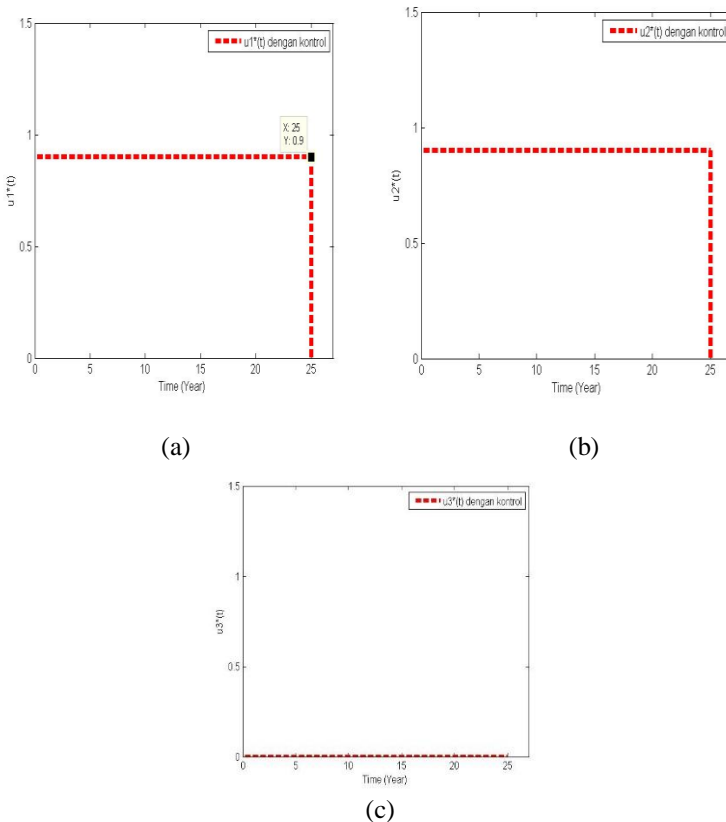 1.5
u1*(t) dengan kontrol
X: 25
Y: 0.9
1
0.5
0
u1*(t)
0 5 10 15 20 25
Time (Year)
(a)
1.5
u2*(t) dengan kontrol
1
0.5
0
u2*(t)
0 5 10 15 20 25
Time (Year)
(b)
1.5
u3*(t) dengan kontrol
1
0.5
0
u3*(t)
0 5 10 15 20 25
Time (Year)
(c)